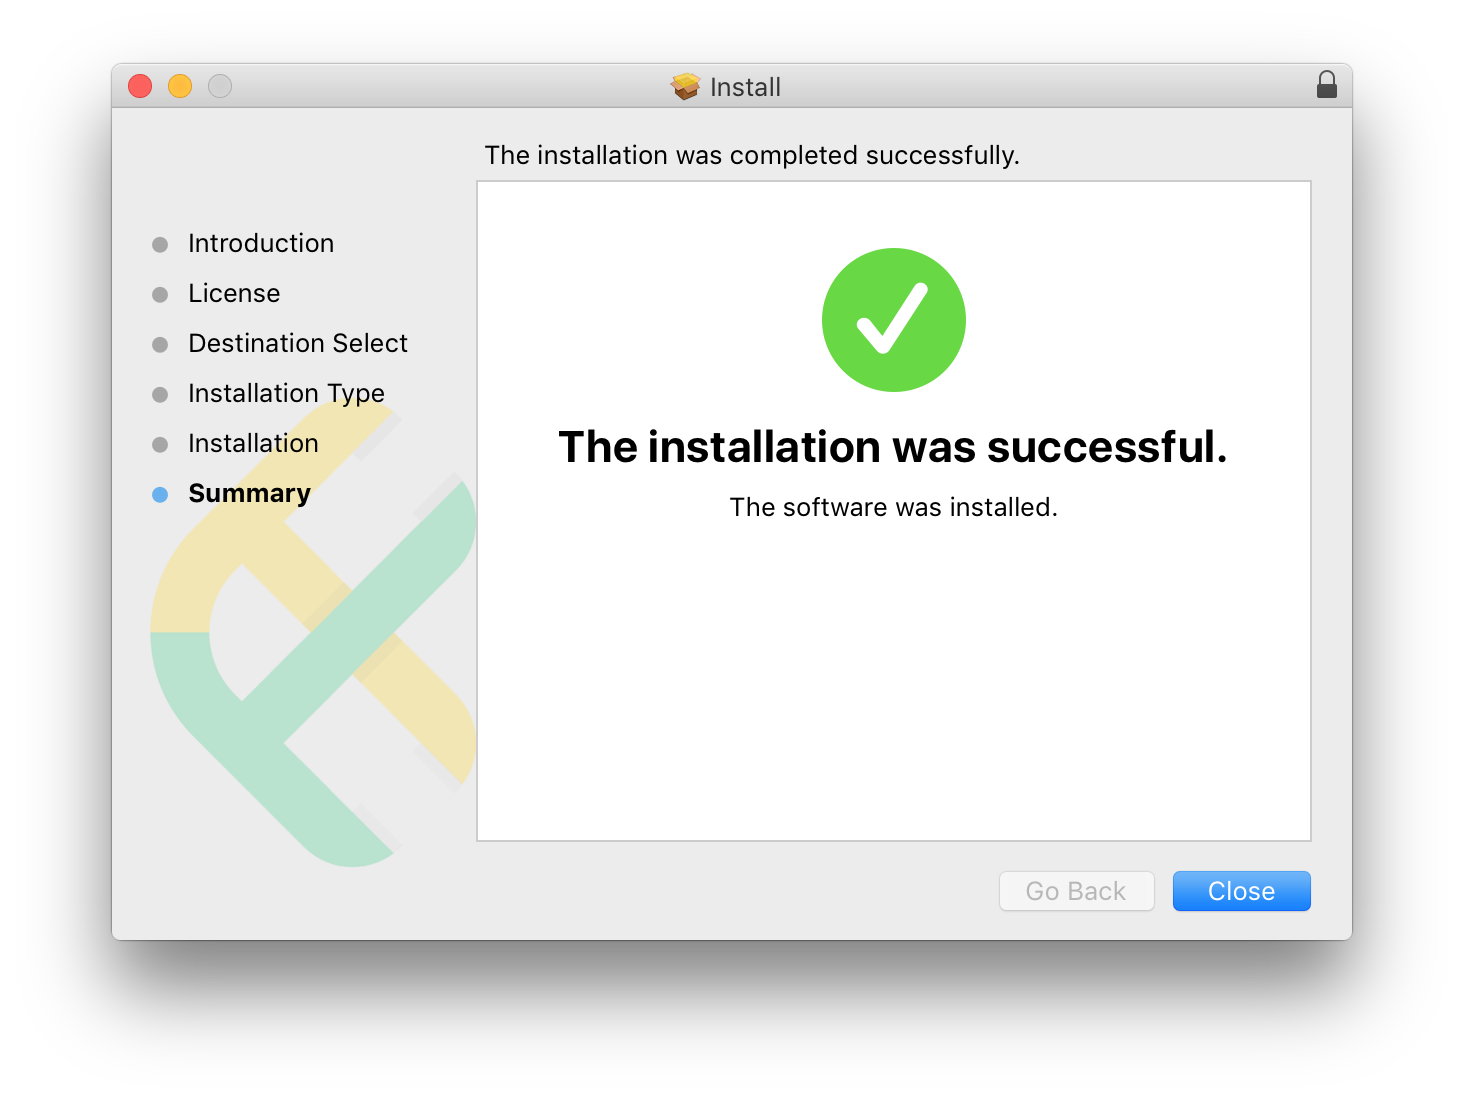 Install
The installation was completed successfully.
Introduction
License
Destination Select
Installation Type
Installation
Summary
The installation was successful.
The software was installed.
Go Back
Close